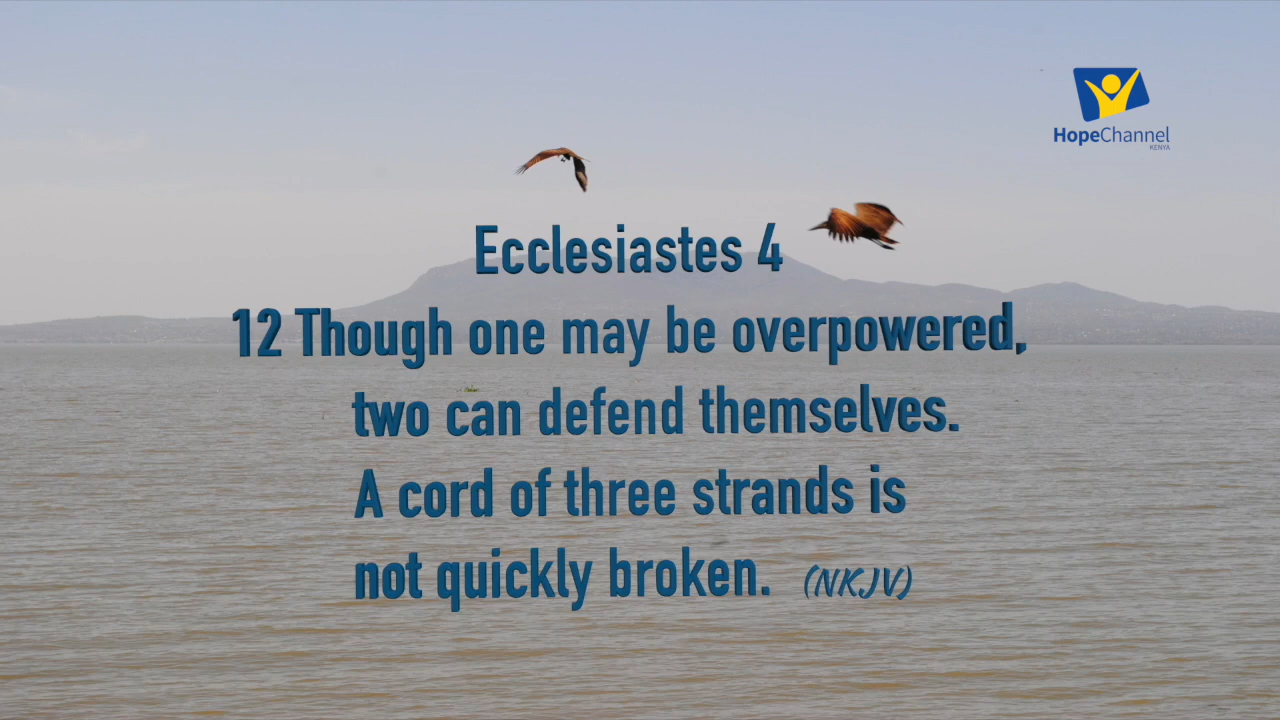 HopeChannel
KENYA
Ecclesiastes 4
12 Though one may be overpowered,
two can defend themselves.
A cord of three strands is
not quickly broken. (NKJV)